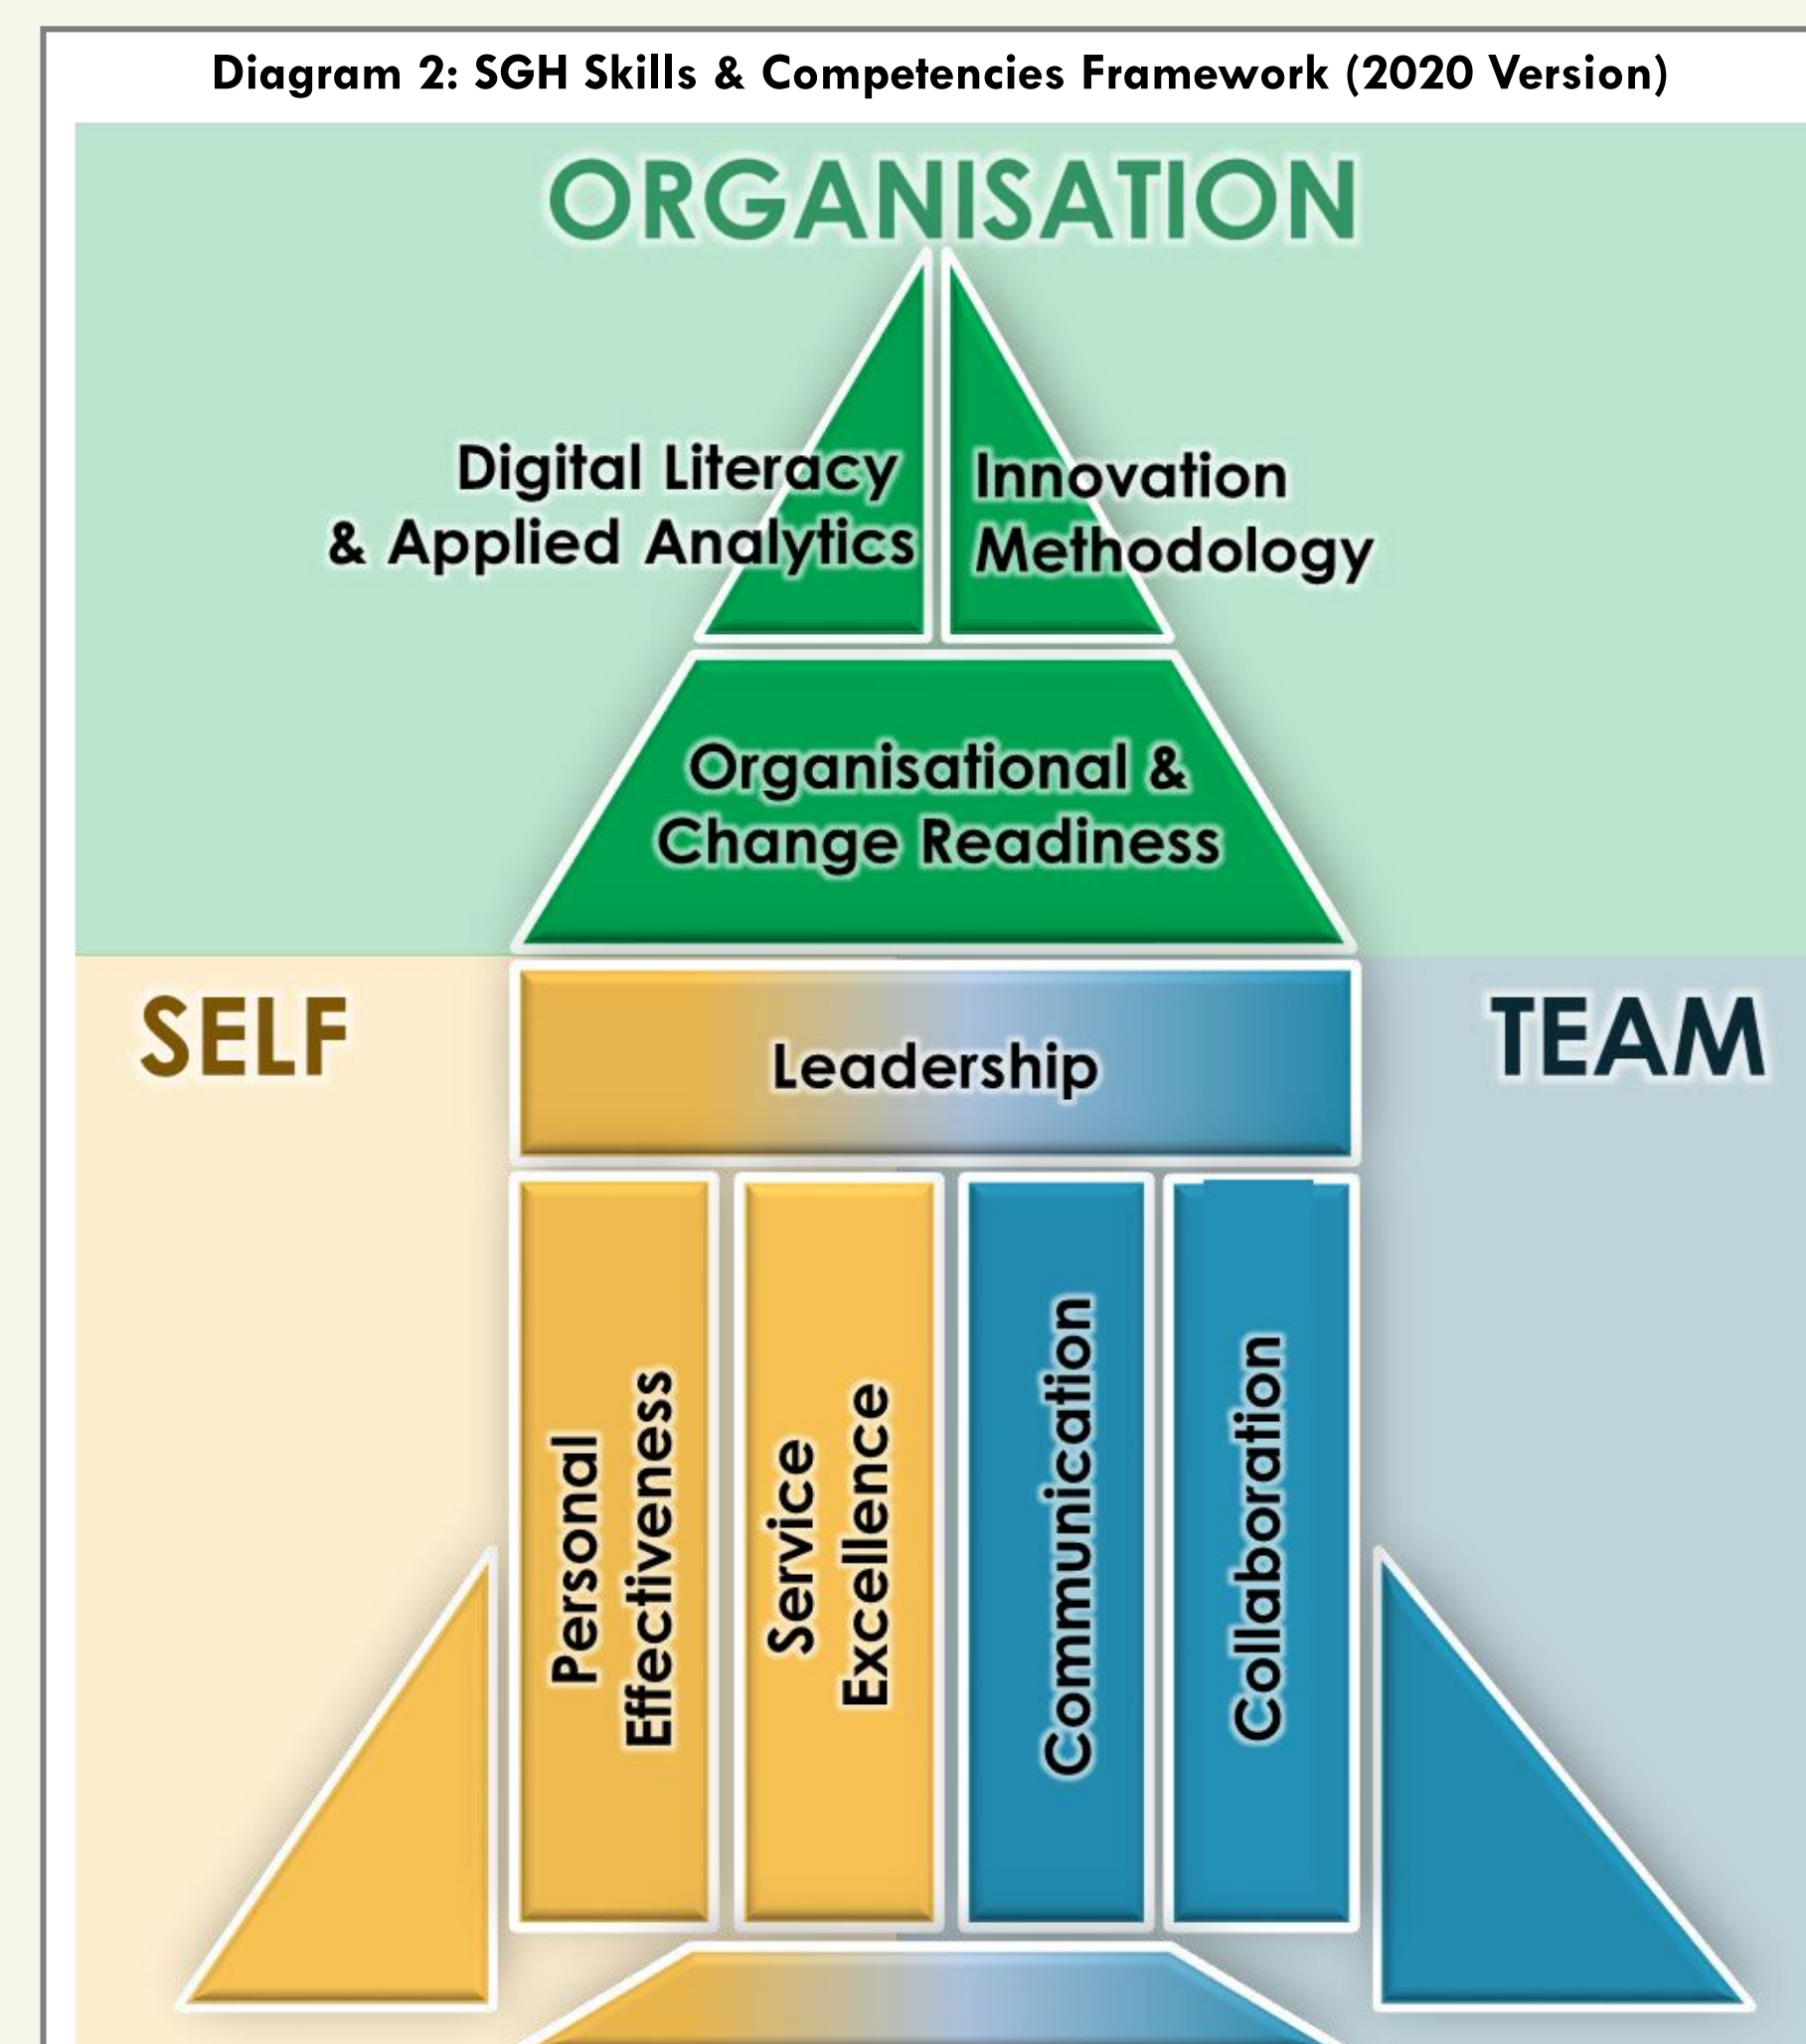 Diagram 2: SGH Skills & Competencies Framework (2020 Version)
ORGANISATION
Digital Literacy
& Applied Analytics
Innovation
Methodology
Organisational &
Change Readiness
SELF
TEAM
Leadership
Personal
Effectiveness
Service
Excellence
Communication
Collaboration